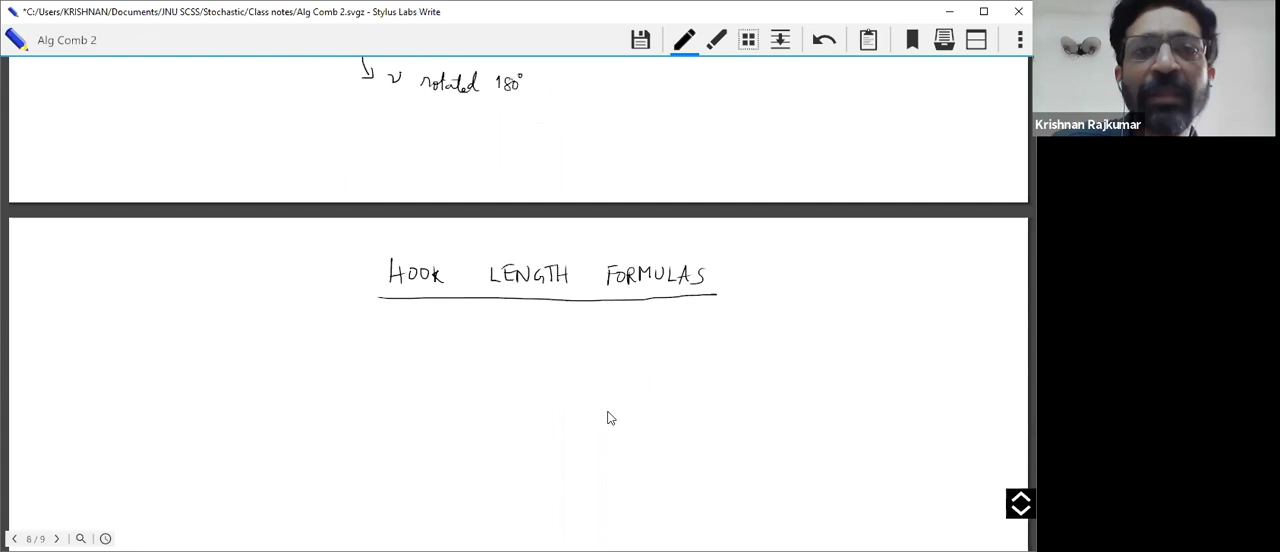 *C:/Users/KRISHNAN/Documents/JNU SCSS/Stochastic/Class notes/Alg Comb 2.svgz - Stylus Labs Write
Alg Comb 2
ν rotated 180°
Krishnan Rajkumar
HOOK LENGTH FORMULAS
8 / 9